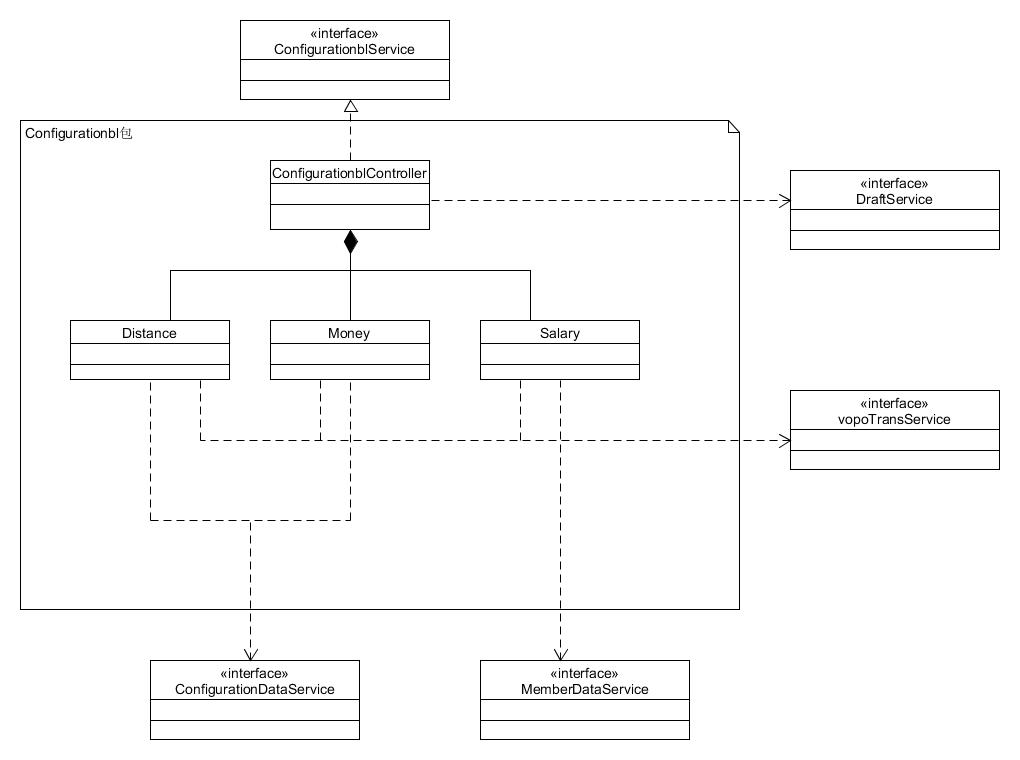 «interface»
ConfigurationblService
Configurationbl包
ConfigurationblController
«interface»
DraftService
Distance
Money
Salary
«interface»
vopoTransService
«interface»
ConfigurationDataService
«interface»
MemberDataService